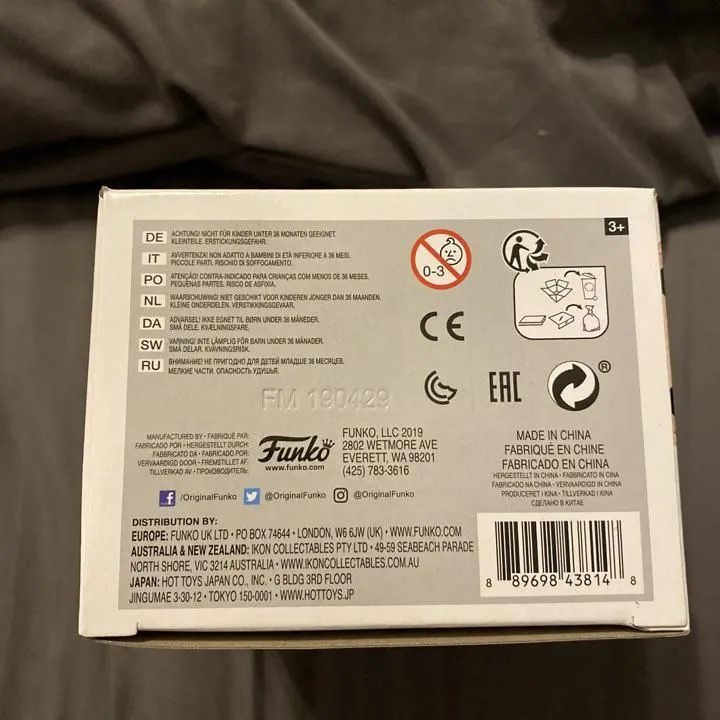 3+
DE ACHTUNG! NICHT FÜR KINDER UNTER 36 MONATEN GEEIGNET.
KLEINTEILE. ERSTICKUNGSGEFAHR.
IT AVVERTENZA! NON ADATTO A BAMBINI DI ETÀ INFERIORE A 36 MESI.
PICCOLE PARTI. RISCHIO DI SOFFOCAMENTO.
PO ATENÇÃO! CONTRA-INDICADO PARA CRIANÇAS COM MENOS DE 36 MESES.
PEQUENAS PARTES. RISCO DE ASFIXIA.
NL WAARSCHUWING! NIET GESCHIKT VOOR KINDEREN JONGER DAN 36 MAANDEN.
KLEINE ONDERDELEN. VERSTIKKINGSGEVAAR.
DA ADVARSEL! IKKE EGNET TIL BØRN UNDER 36 MÅNEDER.
SMÅ DELE. KVÆLNINGSFARE.
SW VARNING! INTE LÄMPLIG FÖR BARN UNDER 36 MÅNADER.
SMÅ DELAR. KVÄVNINGSRISK.
RU ВНИМАНИЕ! НЕ ПРИГОДНО ДЛЯ ДЕТЕЙ МЛАДШЕ 36 МЕСЯЦЕВ.
МЕЛКИЕ ЧАСТИ. ОПАСНОСТЬ УДУШЬЯ.
0-3
CE
EAC
®
FM 190429
MANUFACTURED BY • FABRIQUÉ PAR:
FABRICADO POR • HERGESTELLT DURCH:
FABBRICATO DA • FABRICADO POR:
VERVAARDIGD DOOR • FREMSTILLET AF:
TILLVERKAD AV • ПРОИЗВОДИТЕЛЬ:
Funko
www.funko.com
FUNKO, LLC 2019
2802 WETMORE AVE
EVERETT, WA 98201
(425) 783-3616
MADE IN CHINA
FABRIQUÉ EN CHINE
FABRICADO EN CHINA
HERGESTELLT IN CHINA • FABBRICATO IN CINA
FABRICADO NA CHINA • VERVAARDIGD IN CHINA
PRODUCERET I KINA • TILLVERKAD I KINA
СДЕЛАНО В КИТАЕ
f /OriginalFunko @OriginalFunko @OriginalFunko
DISTRIBUTION BY:
EUROPE: FUNKO UK LTD • PO BOX 74644 • LONDON, W6 6JW (UK) • WWW.FUNKO.COM
AUSTRALIA & NEW ZEALAND: IKON COLLECTABLES PTY LTD • 49-59 SEABEACH PARADE
NORTH SHORE, VIC 3214 AUSTRALIA • WWW.IKONCOLLECTABLES.COM.AU
JAPAN: HOT TOYS JAPAN CO., INC. • G BLDG 3RD FLOOR
JINGUMAE 3-30-12 • TOKYO 150-0001 • WWW.HOTTOYS.JP
8 89698 43814 8